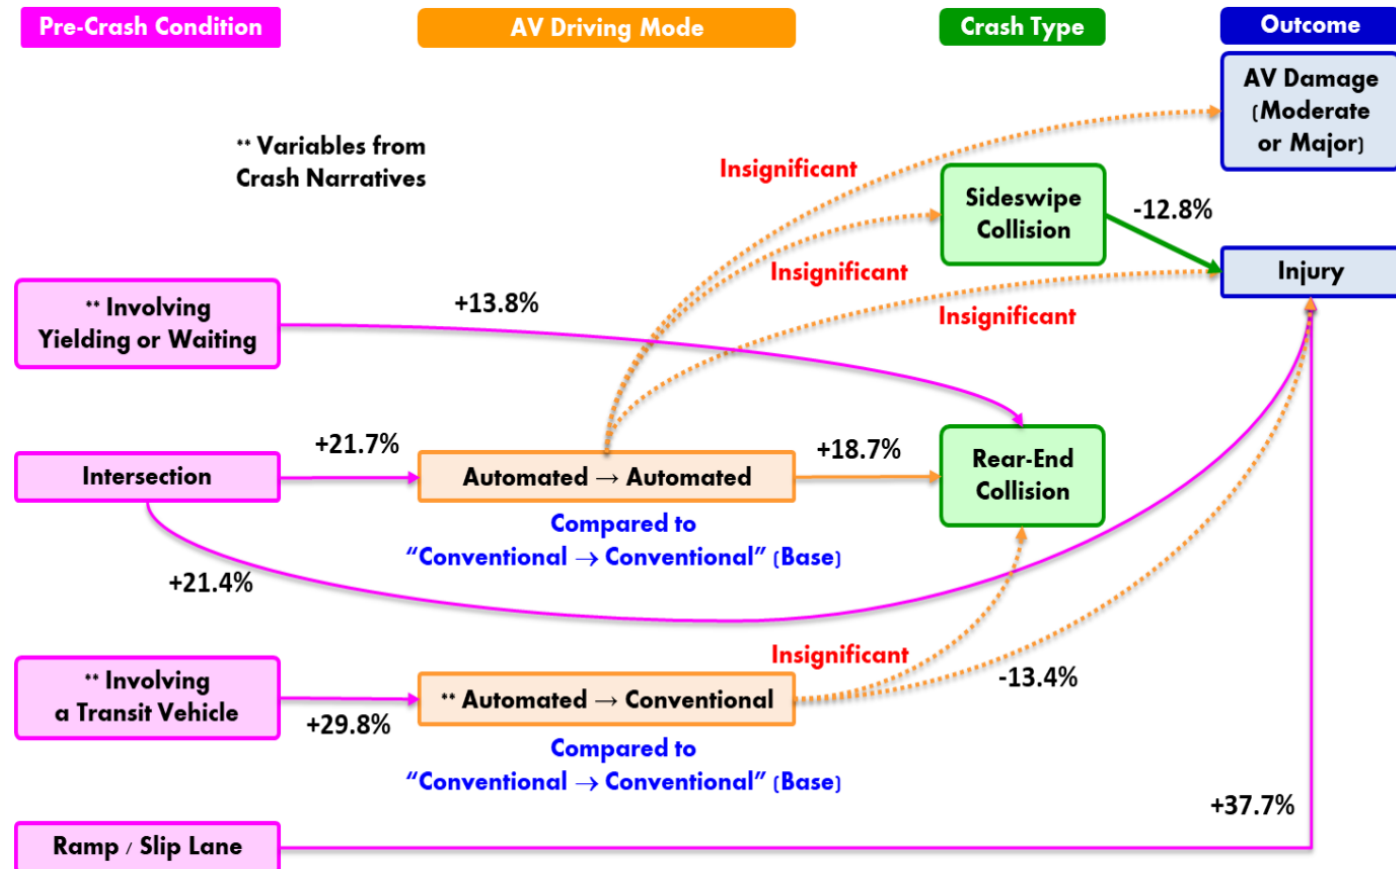 Pre-Crash Condition
AV Driving Mode
Crash Type
Outcome
AV Damage
(Moderate
or Major)
** Variables from
Crash Narratives
Insignificant
Sideswipe
Collision
-12.8%
Insignificant
Injury
Insignificant
** Involving
Yielding or Waiting
+13.8%
Intersection
+21.7%
Automated → Automated
+18.7%
Rear-End
Collision
Compared to
“Conventional → Conventional” (Base)
+21.4%
** Involving
a Transit Vehicle
+29.8%
** Automated → Conventional
Insignificant
-13.4%
Compared to
“Conventional → Conventional” (Base)
Ramp / Slip Lane
+37.7%